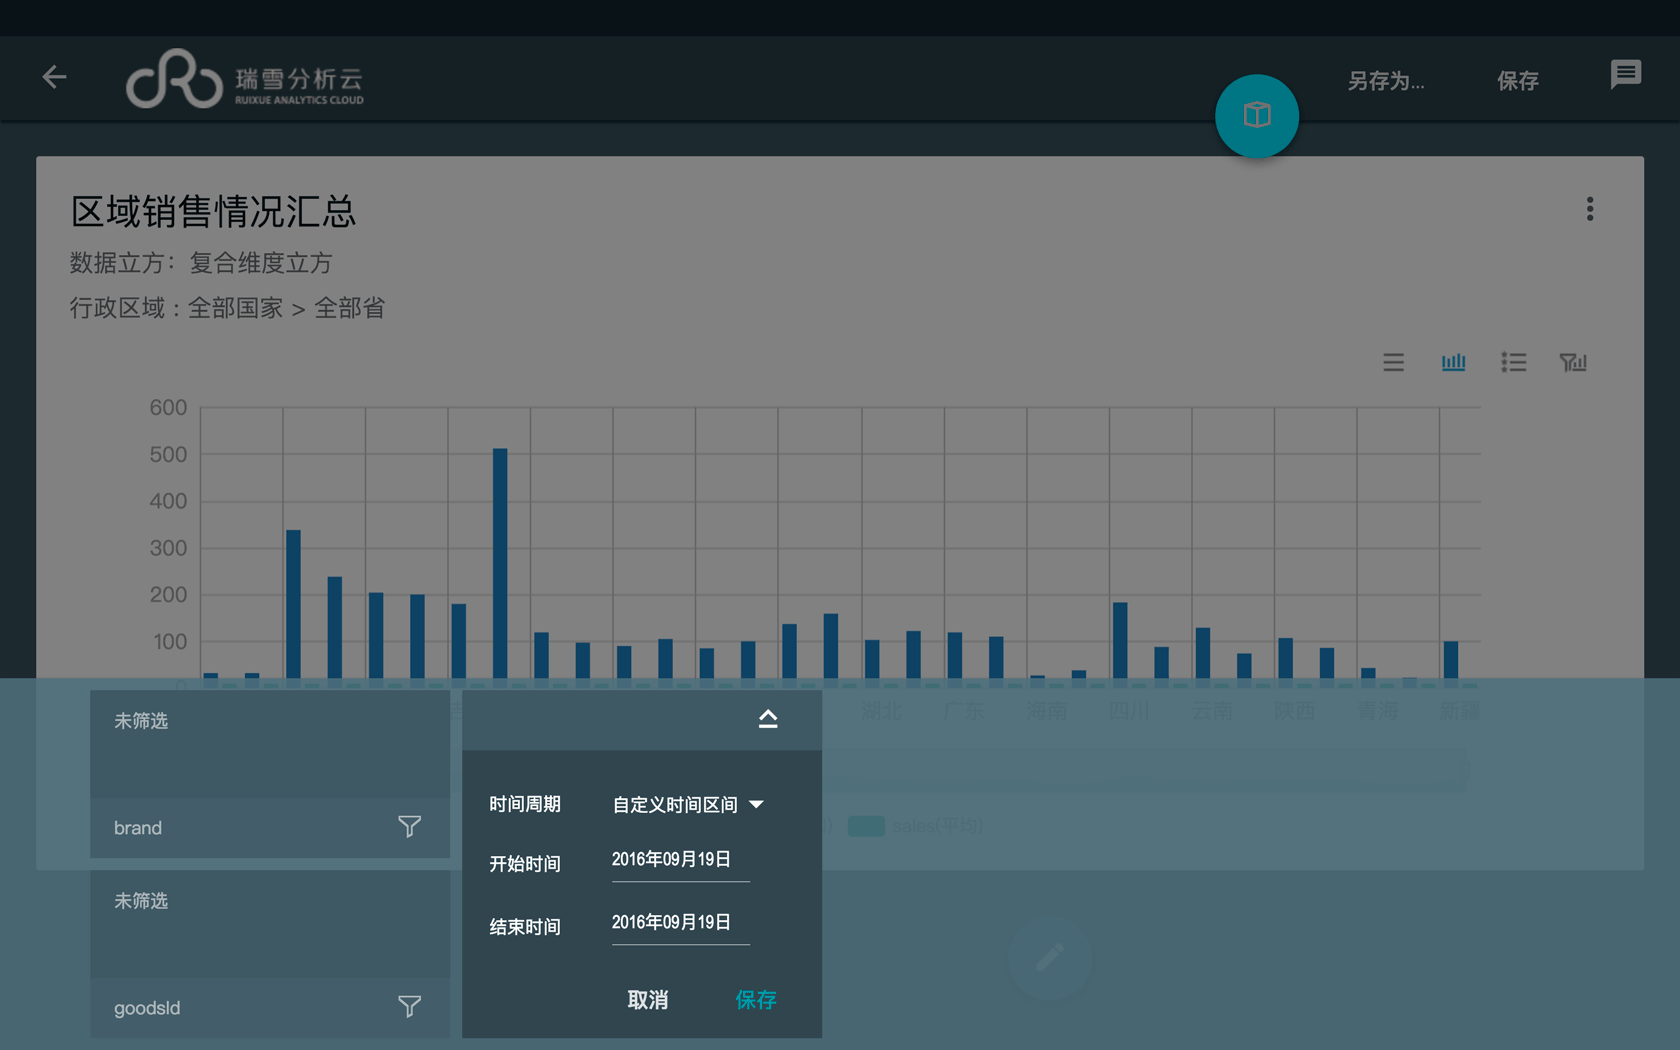 瑞雪分析云
RUIXUE ANALYTICS CLOUD
另存为...
保存
区域销售情况汇总
数据立方：复合维度立方
行政区域：全部国家 > 全部省
600
500
400
300
200
100
0
湖北
广东
海南
四川
云南
陕西
青海
新疆
sales(平均)
未筛选
brand
未筛选
goodsId
时间周期
自定义时间区间
开始时间
2016年09月19日
结束时间
2016年09月19日
取消
保存